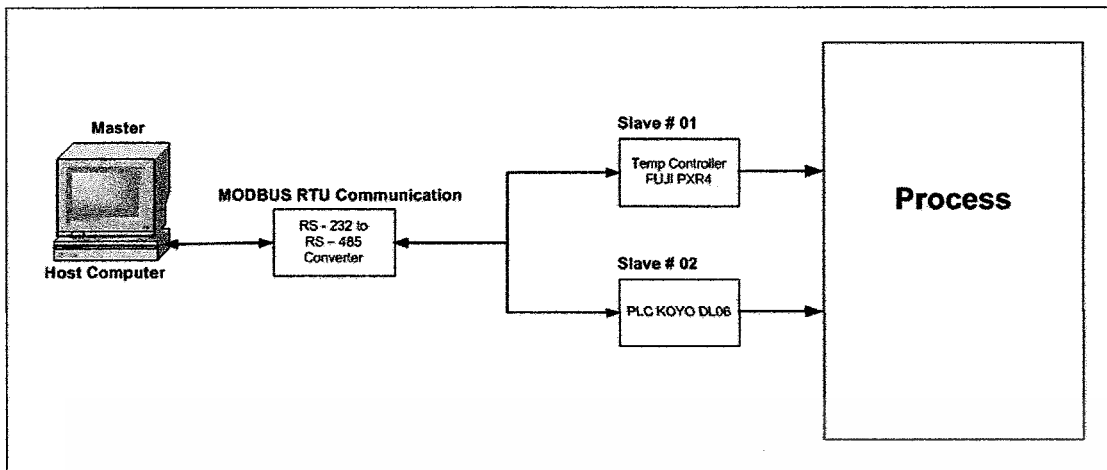 Master
Host Computer
MODBUS RTU Communication
RS - 232 to
RS – 485
Converter
Slave # 01
Temp Controller
FUJI PXR4
Slave # 02
PLC KOYO DL06
Process